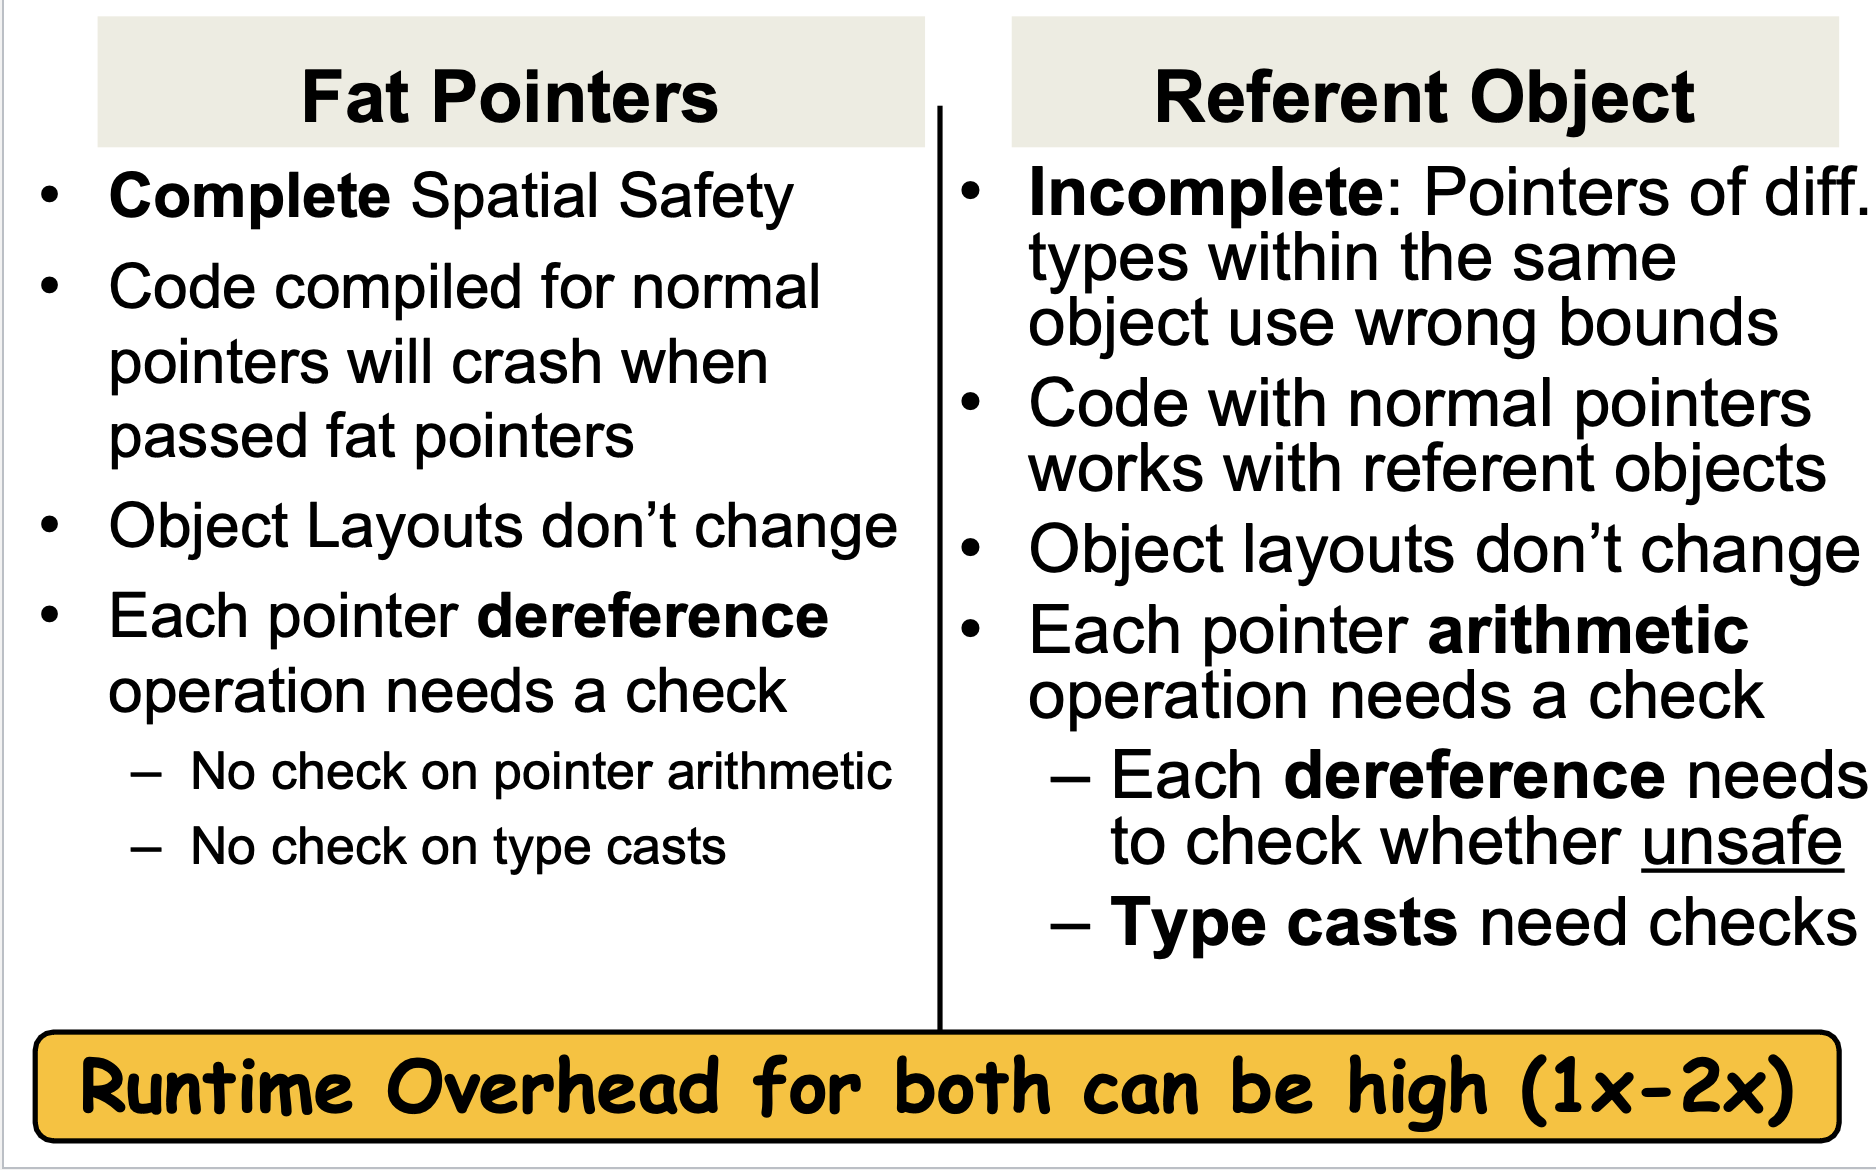 Fat Pointers
• Complete Spatial Safety
• Code compiled for normal
pointers will crash when
passed fat pointers
• Object Layouts don’t change
• Each pointer dereference
operation needs a check
– No check on pointer arithmetic
– No check on type casts
Referent Object
• Incomplete: Pointers of diff.
types within the same
object use wrong bounds
• Code with normal pointers
works with referent objects
• Object layouts don’t change
• Each pointer arithmetic
operation needs a check
– Each dereference needs
to check whether unsafe
– Type casts need checks
Runtime Overhead for both can be high (1x-2x)